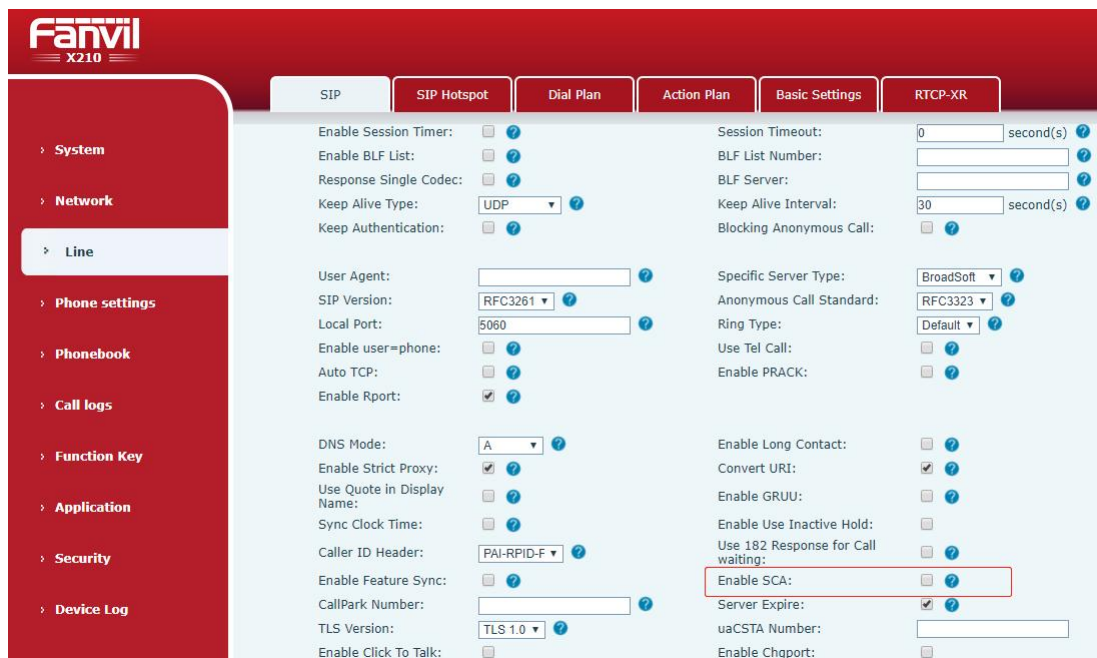 Fanvil
X210
SIP SIP Hotspot Dial Plan Action Plan Basic Settings RTCP-XR
› System
› Network
› Line
› Phone settings
› Phonebook
› Call logs
› Function Key
› Application
› Security
› Device Log
Enable Session Timer: ? Session Timeout: 0 second(s) ?
Enable BLF List: ? BLF List Number: ?
Response Single Codec: ? BLF Server: ?
Keep Alive Type: UDP ? Keep Alive Interval: 30 second(s) ?
Keep Authentication: ? Blocking Anonymous Call: ?
User Agent: ? Specific Server Type: BroadSoft ?
SIP Version: RFC3261 ? Anonymous Call Standard: RFC3323 ?
Local Port: 5060 ? Ring Type: Default ?
Enable user=phone: ? Use Tel Call: ?
Auto TCP: ? Enable PRACK: ?
Enable Rport: ?
DNS Mode: A ? Enable Long Contact: ?
Enable Strict Proxy: ? Convert URI: ?
Use Quote in Display
Name: ? Enable GRUU: ?
Sync Clock Time: ? Enable Use Inactive Hold:
Caller ID Header: PAI-RPID-F ? Use 182 Response for Call
waiting: ?
Enable Feature Sync: ? Enable SCA: ?
CallPark Number: ? Server Expire: ?
TLS Version: TLS 1.0 ? uaCSTA Number:
Enable Click To Talk: Enable Chgport: